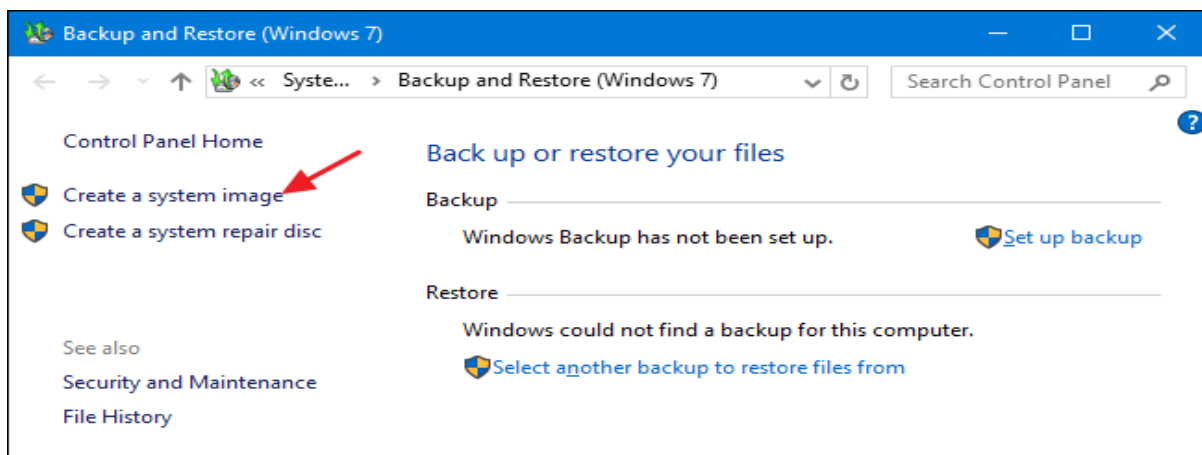 Backup and Restore (Windows 7)
« Syste... > Backup and Restore (Windows 7)
Search Control Panel
?
Control Panel Home
Create a system image
Create a system repair disc
See also
Security and Maintenance
File History
Back up or restore your files
Backup
Windows Backup has not been set up.
Set up backup
Restore
Windows could not find a backup for this computer.
Select another backup to restore files from